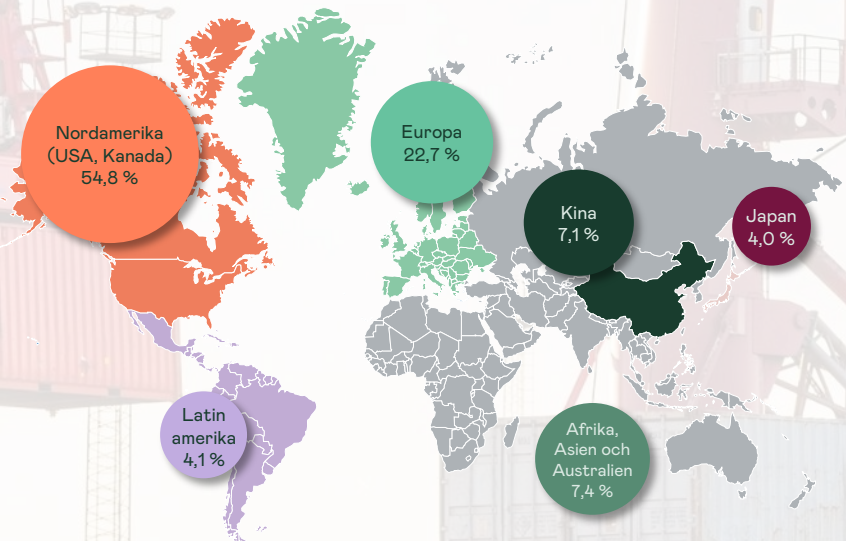 Nordamerika
(USA, Kanada)
54,8 %
Europa
22,7 %
Kina
7,1 %
Japan
4,0 %
Latin
amerika
4,1 %
Afrika,
Asien och
Australien
7,4 %